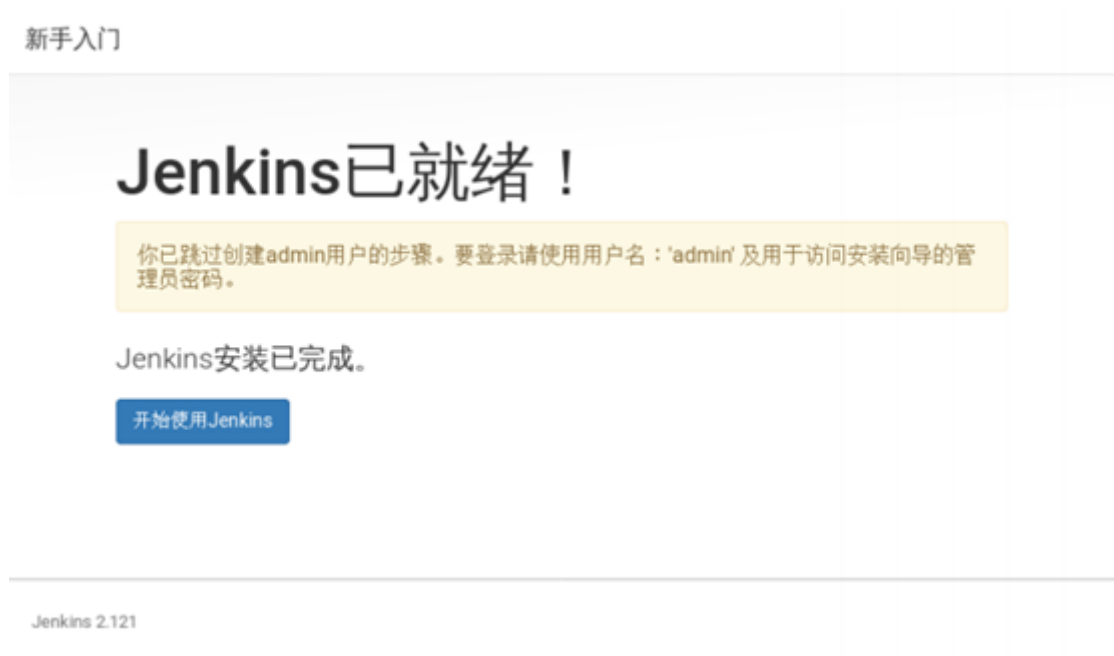 新手入门
Jenkins已就绪！
你已跳过创建admin用户的步骤。要登录请使用用户名：'admin' 及用于访问安装向导的管
理员密码。
Jenkins安装已完成。
开始使用Jenkins
Jenkins 2.121